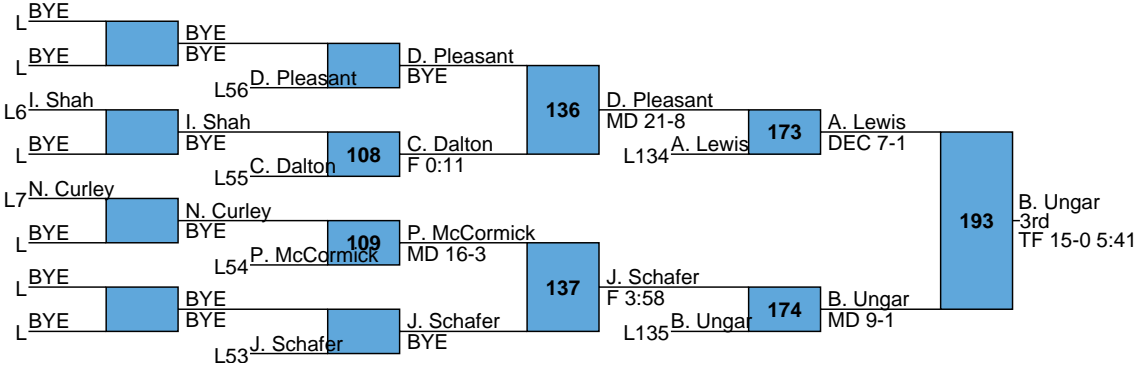 L BYE
L BYE
BYE
BYE
L56 D. Pleasant
D. Pleasant
BYE
L6 I. Shah
L BYE
I. Shah
BYE
L55 C. Dalton
108
C. Dalton
F 0:11
136
D. Pleasant
MD 21-8
L134 A. Lewis
173
A. Lewis
DEC 7-1
L7 N. Curley
L BYE
N. Curley
BYE
L54 P. McCormick
109
P. McCormick
MD 16-3
L BYE
L BYE
BYE
BYE
L53 J. Schafer
J. Schafer
BYE
137
J. Schafer
F 3:58
L135 B. Ungar
174
B. Ungar
MD 9-1
193
B. Ungar
3rd
TF 15-0 5:41